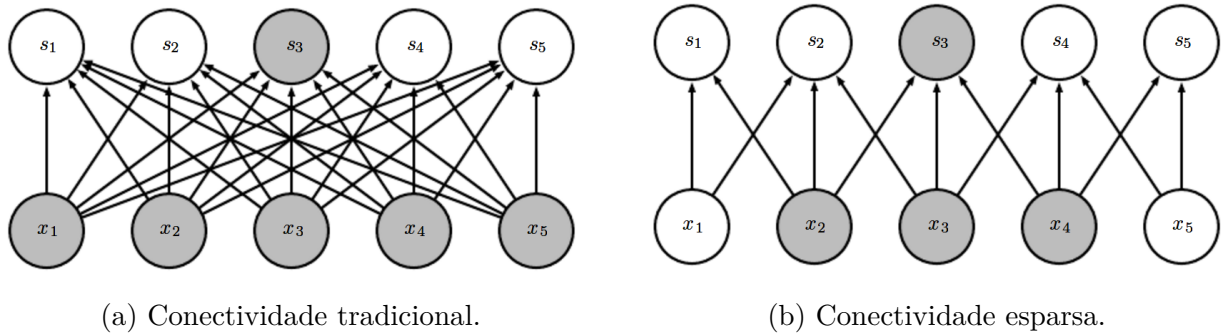 s1 s2 s3 s4 s5
x1 x2 x3 x4 x5
(a) Conectividade tradicional.
s1 s2 s3 s4 s5
x1 x2 x3 x4 x5
(b) Conectividade esparsa.